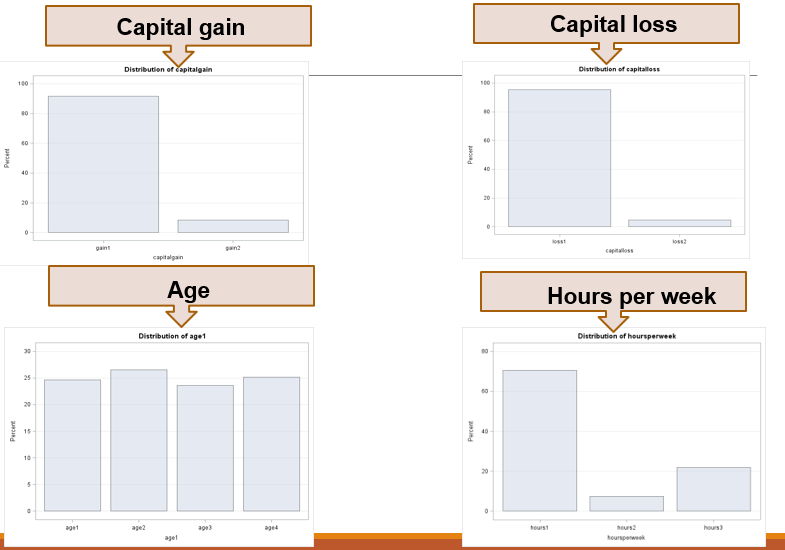 Capital gain
Distribution of capitalgain
100
80
60
40
20
0
Percent
gain1 gain2
capitalgain
Capital loss
Distribution of capitalloss
100
80
60
40
20
0
Percent
loss1 loss2
capitalloss
Age
Distribution of age1
30
25
20
15
10
5
0
Percent
age1 age2 age3 age4
age1
Hours per week
Distribution of hoursperweek
80
60
40
20
0
Percent
hours1 hours2 hours3
hoursperweek